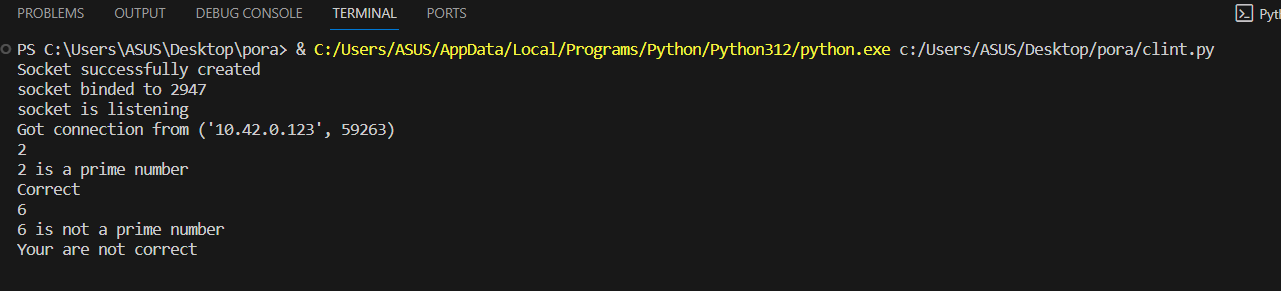 PROBLEMS OUTPUT DEBUG CONSOLE TERMINAL PORTS
PS C:\Users\ASUS\Desktop\pora> & C:/Users/ASUS/AppData/Local/Programs/Python/Python312/python.exe c:/Users/ASUS/Desktop/pora/clint.py
Socket successfully created
socket binded to 2947
socket is listening
Got connection from ('10.42.0.123', 59263)
2
2 is a prime number
Correct
6
6 is not a prime number
Your are not correct